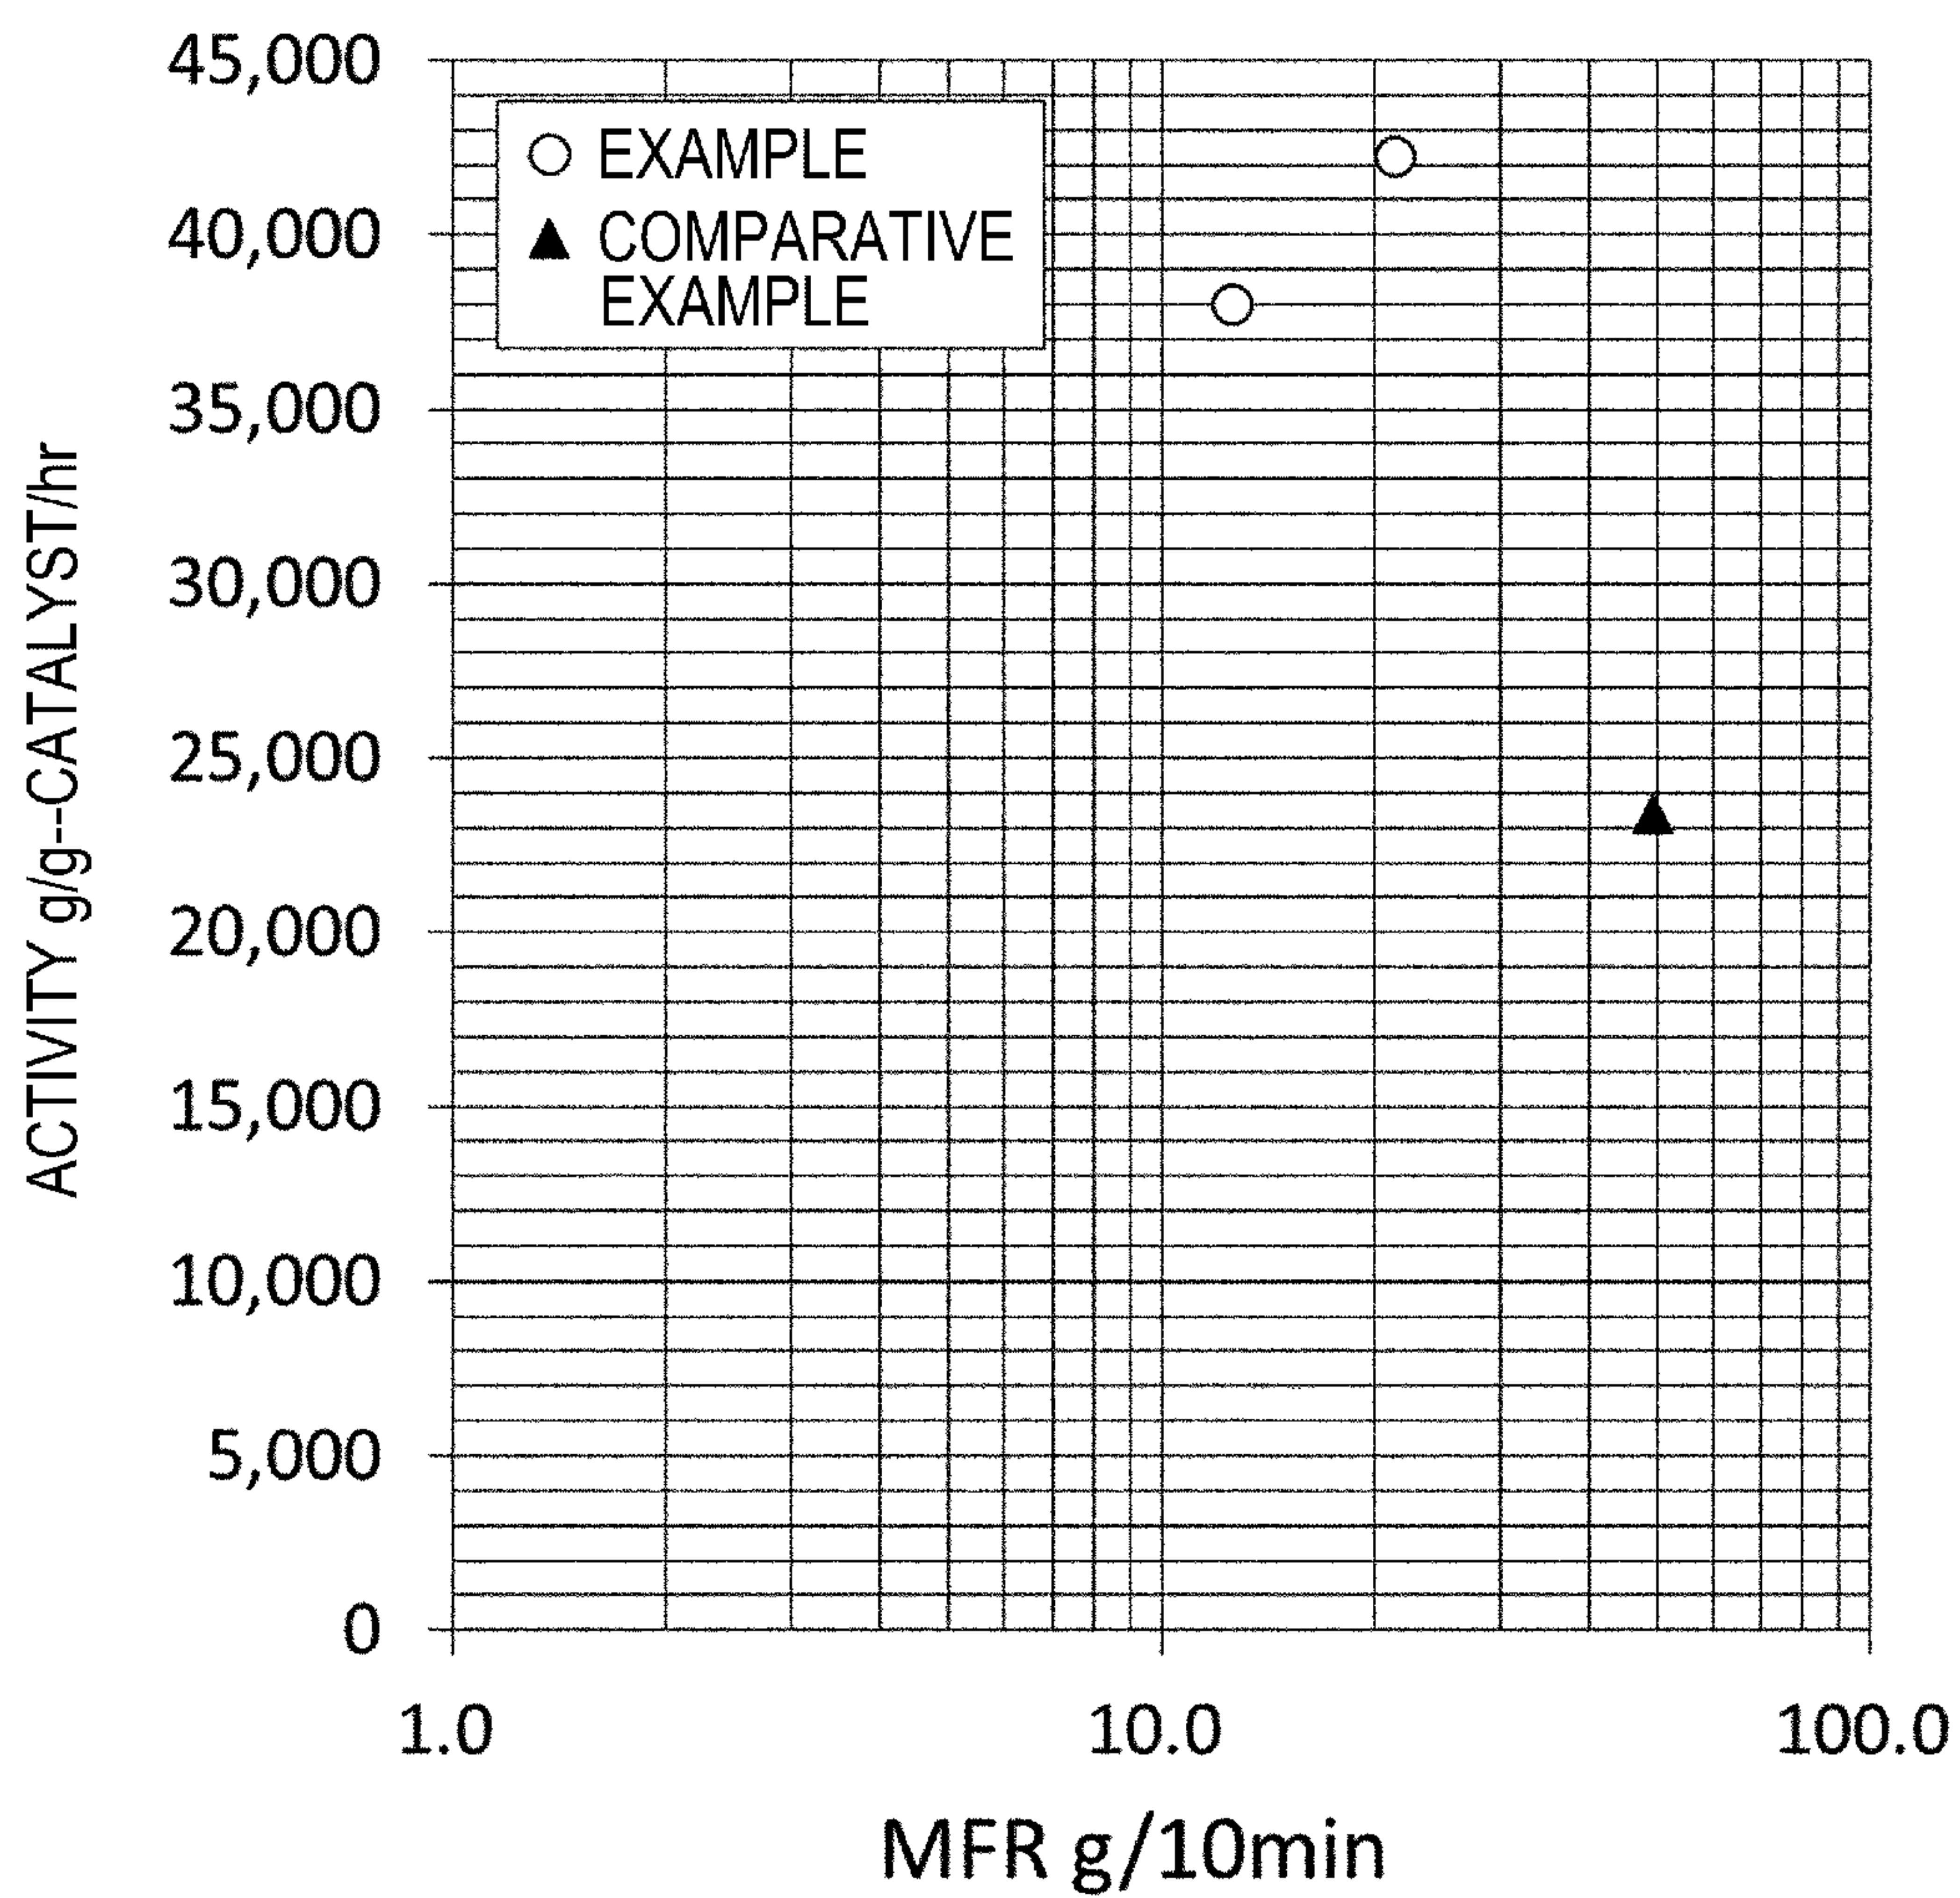 45,000
40,000
35,000
30,000
25,000
20,000
15,000
10,000
5,000
0
ACTIVITY g/g--CATALYST/hr
EXAMPLE
COMPARATIVE
EXAMPLE
1.0 10.0 100.0
MFR g/10min